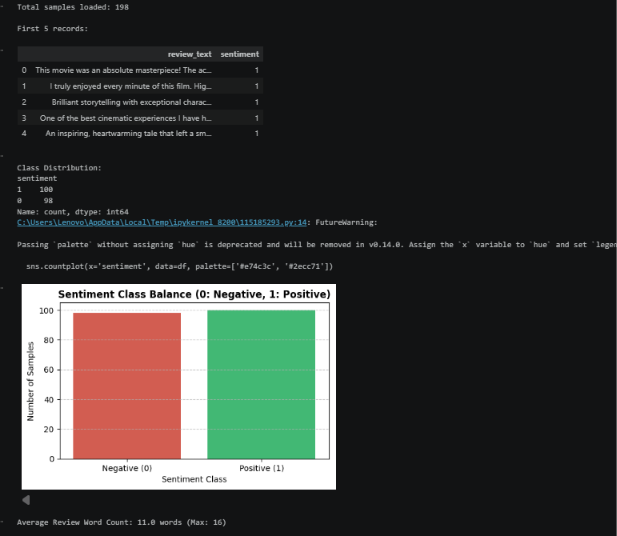 Total samples loaded: 198
First 5 records:
review_text sentiment
0 This movie was an absolute masterpiece! The ac... 1
1 I truly enjoyed every minute of this film. Hig... 1
2 Brilliant storytelling with exceptional charac... 1
3 One of the best cinematic experiences I have h... 1
4 An inspiring, heartwarming tale that left a sm... 1
Class Distribution:
sentiment
1 100
0 98
Name: count, dtype: int64
C:\Users\Lenovo\AppData\Local\Temp\ipykernel_8200\115185293.py:14: FutureWarning:
Passing `palette` without assigning `hue` is deprecated and will be removed in v0.14.0. Assign the `x` variable to `hue` and set `legen
sns.countplot(x='sentiment', data=df, palette=['#e74c3c', '#2ecc71'])
Sentiment Class Balance (0: Negative, 1: Positive)
Number of Samples
100
80
60
40
20
0
Negative (0) Positive (1)
Sentiment Class
Average Review Word Count: 11.0 words (Max: 16)